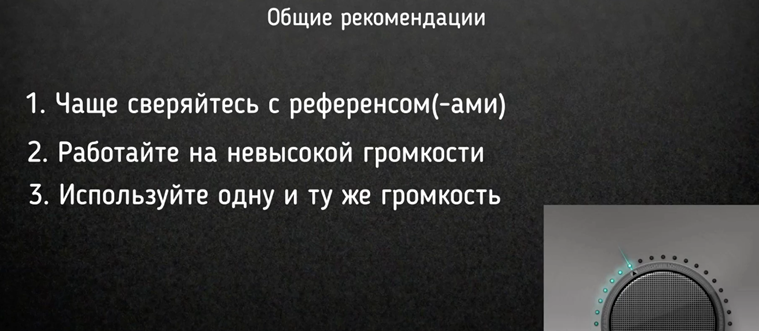 Общие рекомендации
1. Чаще сверяйтесь с референсом(-ами)
2. Работайте на невысокой громкости
3. Используйте одну и ту же громкость